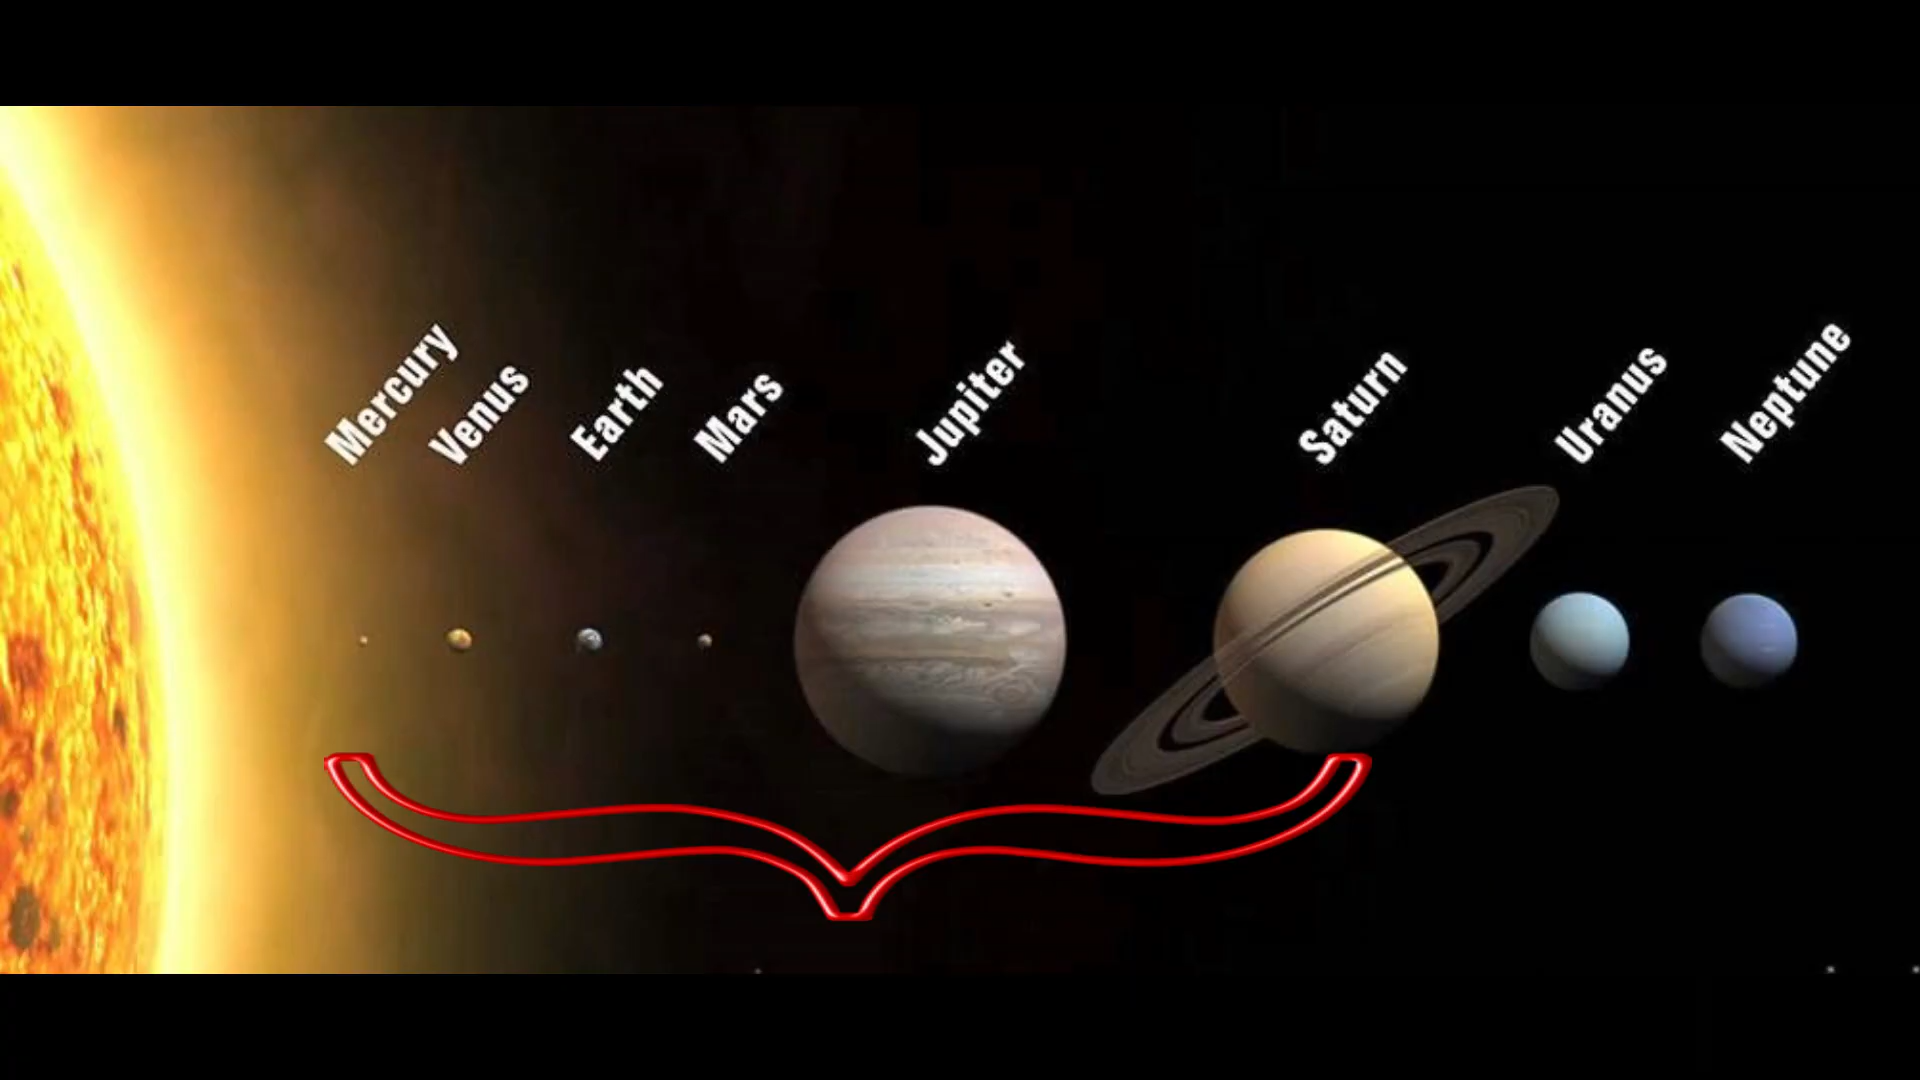 Mercury
Venus
Earth
Mars
Jupiter
Saturn
Uranus
Neptune